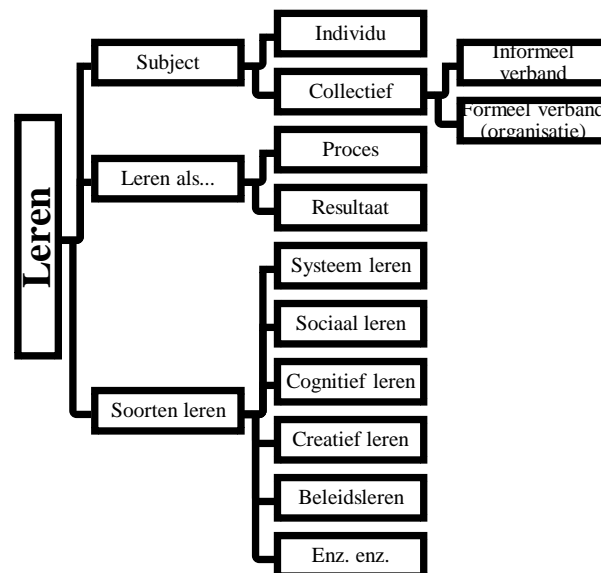 Leren
Subject
Individu
Collectief
Informeel
verband
Formeel verband
(organisatie)
Leren als...
Proces
Resultaat
Soorten leren
Systeem leren
Sociaal leren
Cognitief leren
Creatief leren
Beleidsleren
Enz. enz.